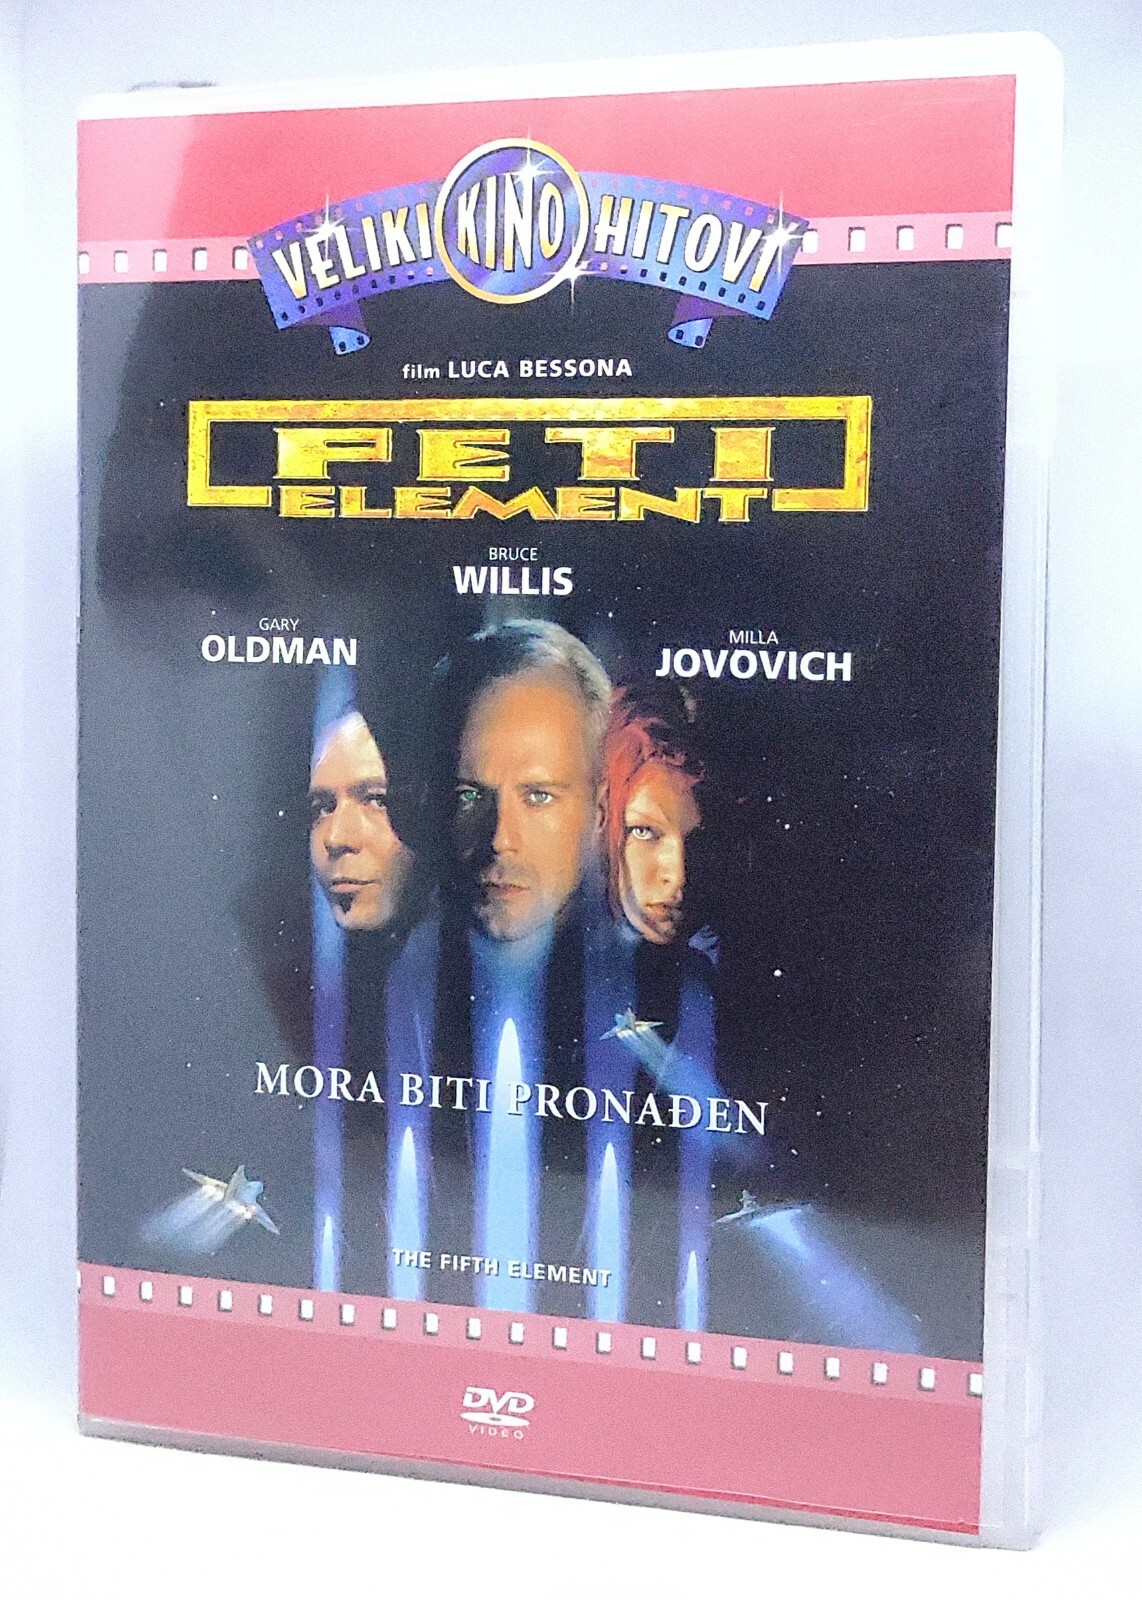 VELIKI KINO HITOVI
film LUCA BESSONA
PETI
ELEMENT
BRUCE
WILLIS
GARY
OLDMAN
MILLA
JOVOVICH
MORA BITI PRONAĐEN
THE FIFTH ELEMENT
DVD
VIDEO